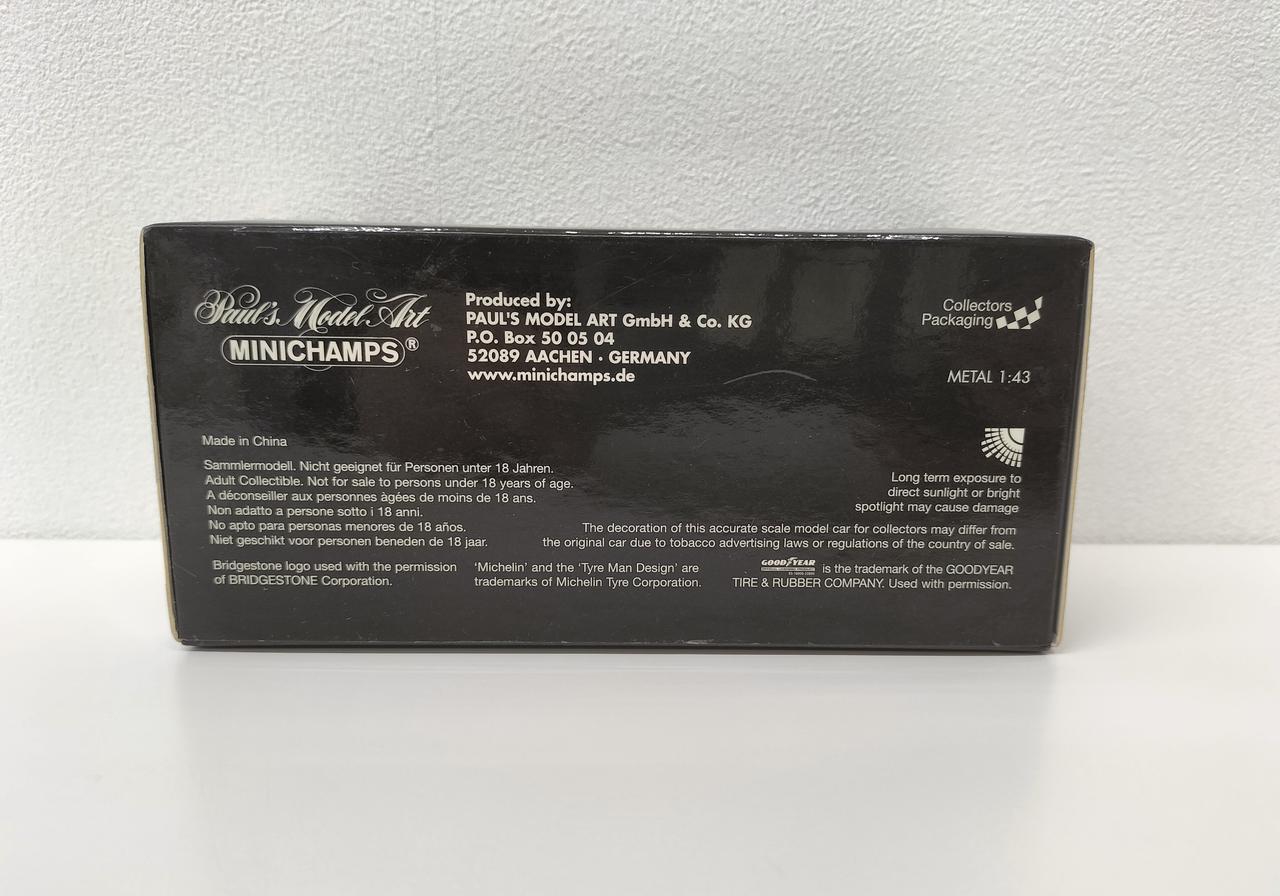 Paul's Model Art
MINICHAMPS®
Produced by:
PAUL'S MODEL ART GmbH & Co. KG
P.O. Box 50 05 04
52089 AACHEN · GERMANY
www.minichamps.de
Collectors
Packaging
METAL 1:43
Made in China
Sammlermodell. Nicht geeignet für Personen unter 18 Jahren.
Adult Collectible. Not for sale to persons under 18 years of age.
A déconseiller aux personnes àgées de moins de 18 ans.
Non adatto a persone sotto i 18 anni.
No apto para personas menores de 18 años.
Niet geschikt voor personen beneden de 18 jaar.
Long term exposure to
direct sunlight or bright
spotlight may cause damage
The decoration of this accurate scale model car for collectors may differ from
the original car due to tobacco advertising laws or regulations of the country of sale.
Bridgestone logo used with the permission
of BRIDGESTONE Corporation.
'Michelin' and the 'Tyre Man Design' are
trademarks of Michelin Tyre Corporation.
GOODYEAR is the trademark of the GOODYEAR
TIRE & RUBBER COMPANY. Used with permission.